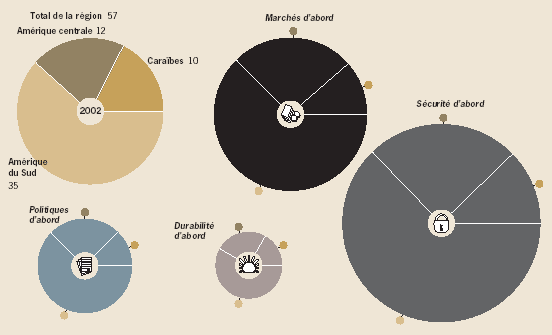 Total de la région 57
Amérique centrale 12
Caraïbes 10
2002
Amérique
du Sud
35
Marchés d'abord
Sécurité d'abord
Politiques
d'abord
Durabilité
d'abord